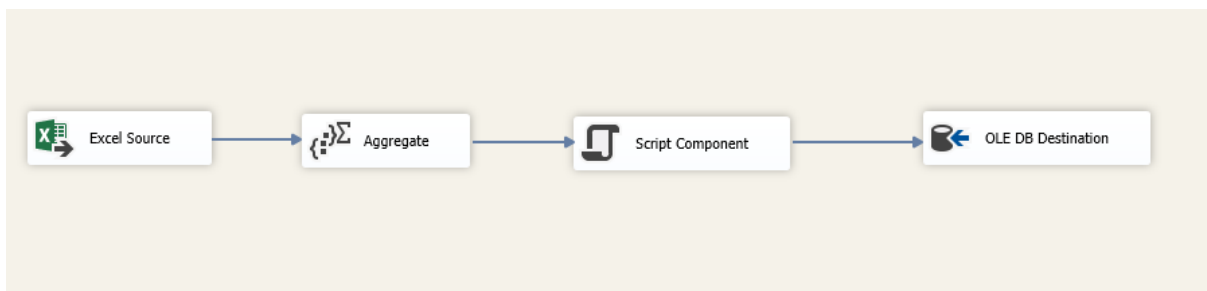 Excel Source
Aggregate
Script Component
OLE DB Destination